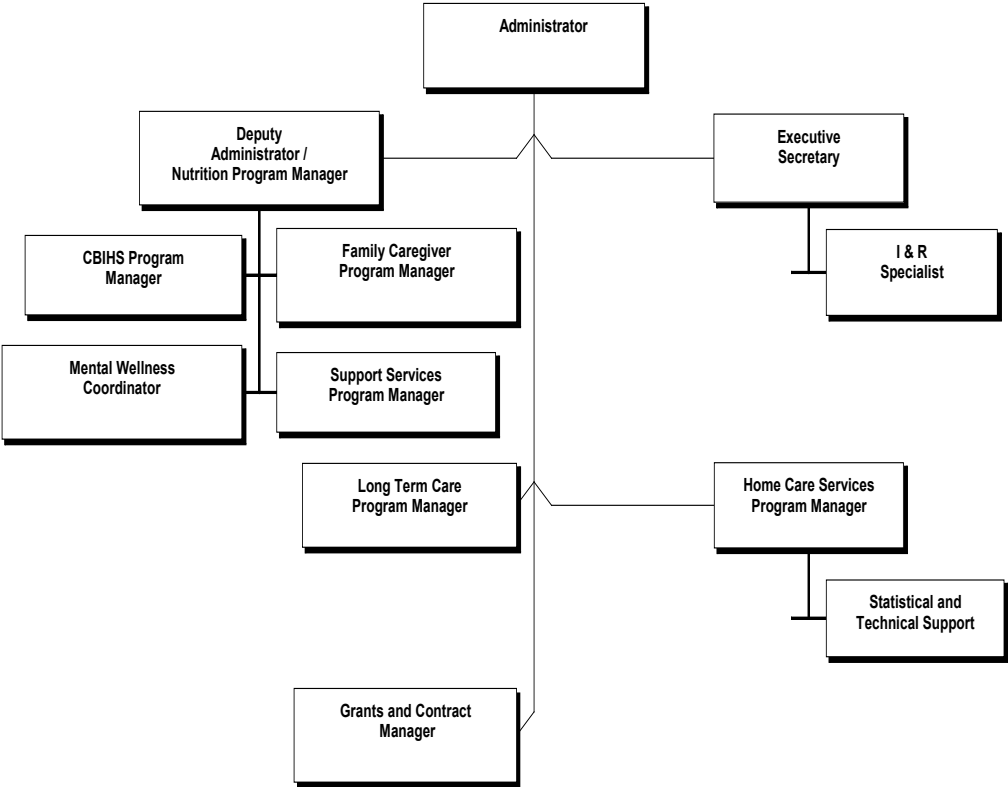 Administrator
Deputy
Administrator /
Nutrition Program Manager
Executive
Secretary
CBIHS Program
Manager
Family Caregiver
Program Manager
I & R
Specialist
Mental Wellness
Coordinator
Support Services
Program Manager
Long Term Care
Program Manager
Home Care Services
Program Manager
Statistical and
Technical Support
Grants and Contract
Manager